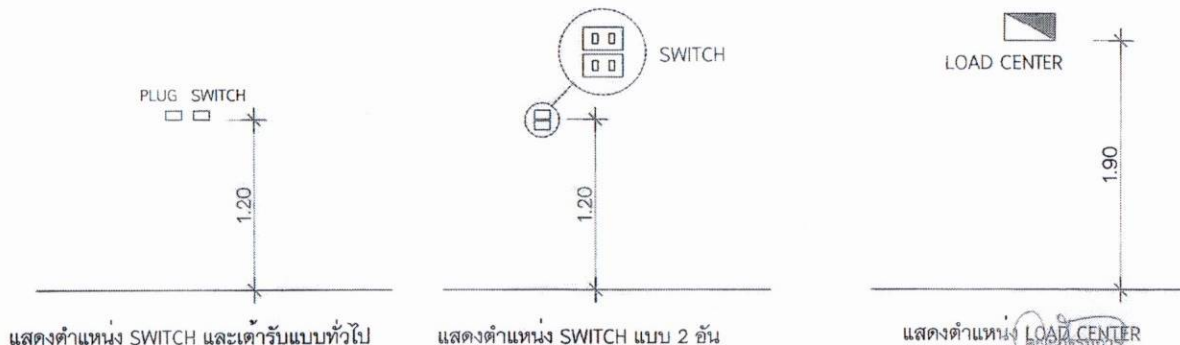 PLUG SWITCH
1.20
แสดงตำแหน่ง SWITCH และเต้ารับแบบทั่วไป
SWITCH
1.20
แสดงตำแหน่ง SWITCH แบบ 2 อัน
LOAD CENTER
1.90
แสดงตำแหน่ง LOAD CENTER